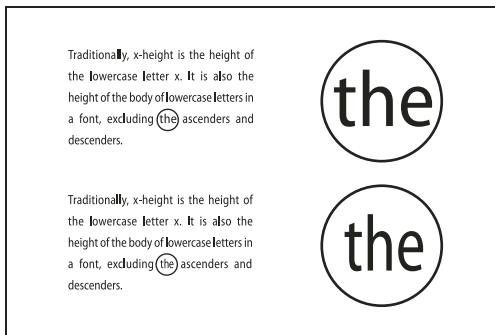 Traditionally, x-height is the height of
the lowercase letter x. It is also the
height of the body of lowercase letters in
a font, excluding the ascenders and
descenders.
the
Traditionally, x-height is the height of
the lowercase letter x. It is also the
height of the body of lowercase letters in
a font, excluding the ascenders and
descenders.
the